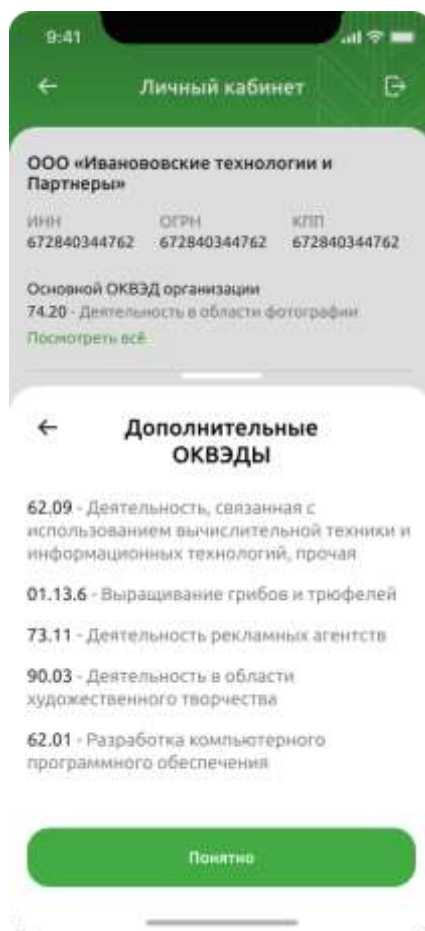 9:41
Личный кабинет
ООО «Ивановские технологии и
Партнеры»
ИНН ОГРН КПП
672840344762 672840344762 672840344762
Основной ОКВЭД организации
74.20 - Деятельность в области фотографии
Посмотреть всё
Дополнительные
ОКВЭДЫ
62.09 - Деятельность, связанная с
использованием вычислительной техники и
информационных технологий, прочая
01.13.6 - Выращивание грибов и трюфелей
73.11 - Деятельность рекламных агентств
90.03 - Деятельность в области
художественного творчества
62.01 - Разработка компьютерного
программного обеспечения
Понятно